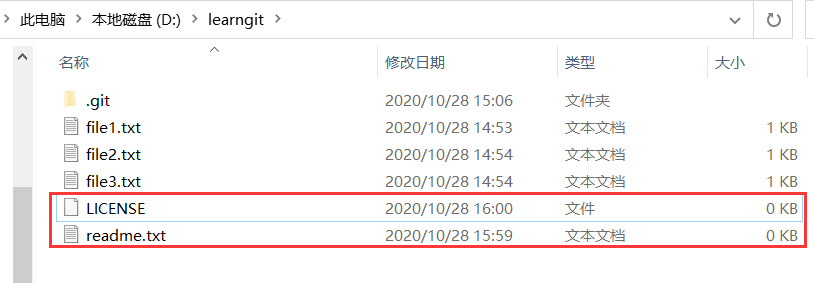 此电脑 > 本地磁盘 (D:) > learngit >
名称 修改日期 类型 大小
.git 2020/10/28 15:06 文件夹
file1.txt 2020/10/28 14:53 文本文档 1 KB
file2.txt 2020/10/28 14:54 文本文档 1 KB
file3.txt 2020/10/28 14:54 文本文档 1 KB
LICENSE 2020/10/28 16:00 文件 0 KB
readme.txt 2020/10/28 15:59 文本文档 0 KB